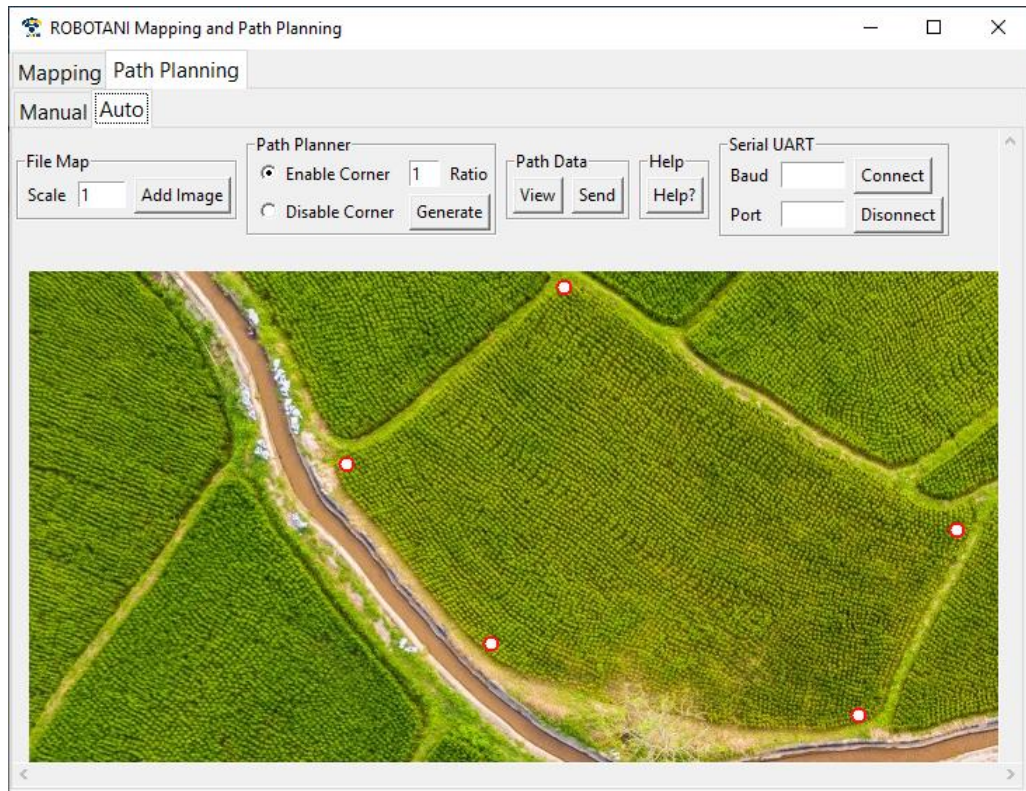 ROBOTANI Mapping and Path Planning
Mapping Path Planning
Manual Auto
File Map
Scale 1 Add Image
Path Planner
Enable Corner 1 Ratio
Disable Corner Generate
Path Data
View Send
Help
Help?
Serial UART
Baud Connect
Port Disonnect